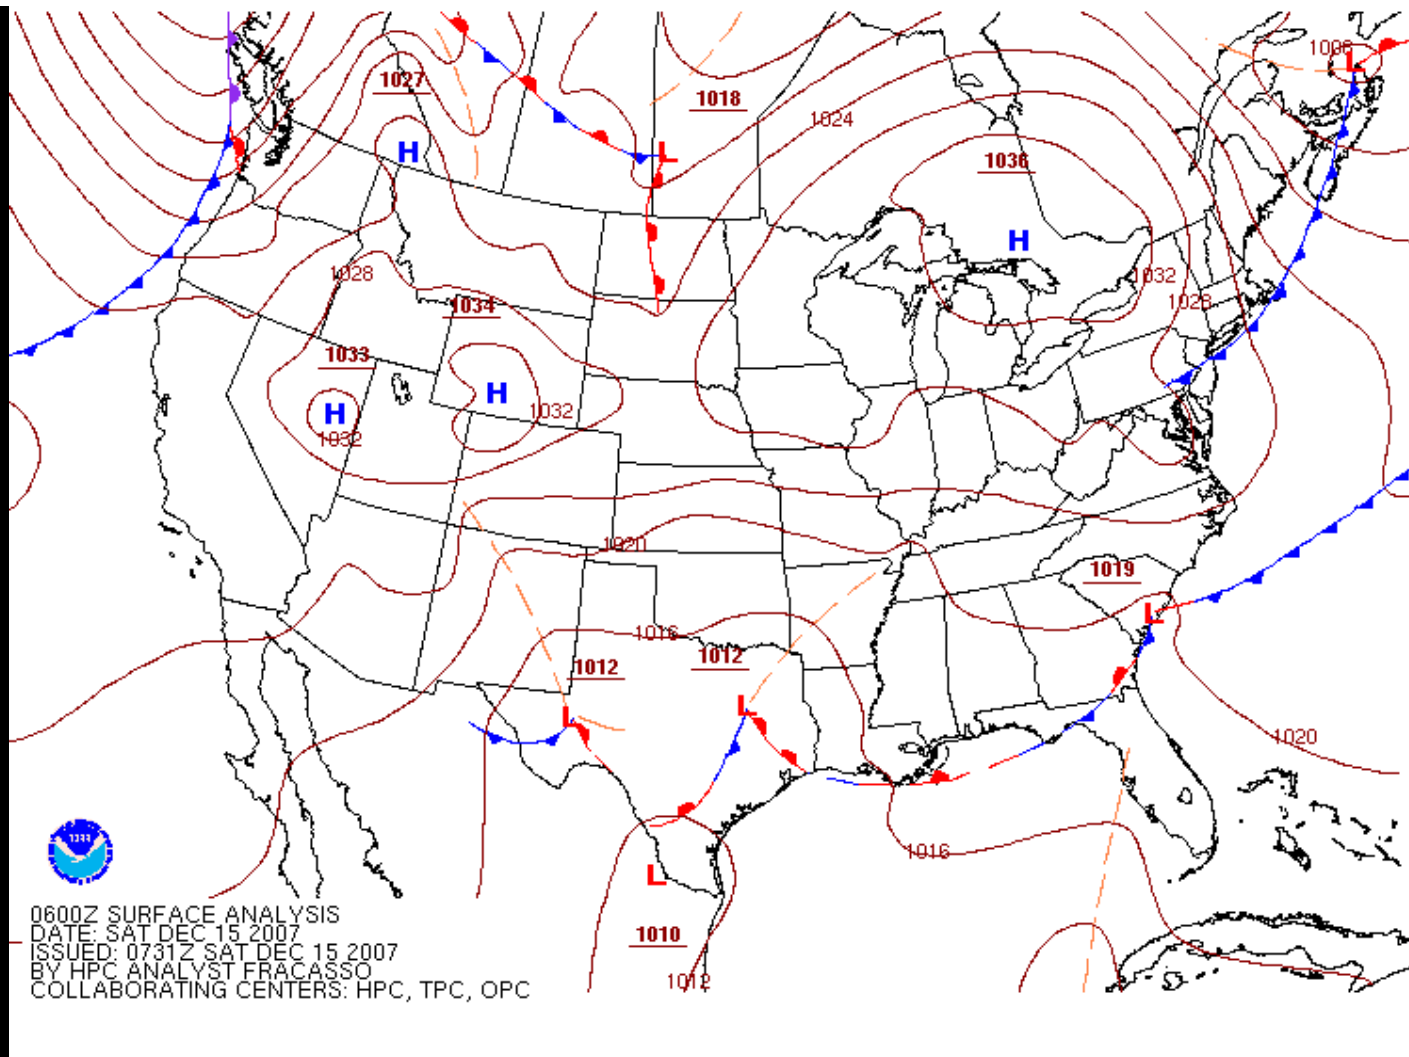 1006
1027
1018
1024
H
L
L
1036
H
1028
1032
1028
1034
1033
H
1032
H
1032
1020
1019
L
1016
1012
1012
L
L
1020
1016
L
1010
1012
0600Z SURFACE ANALYSIS
DATE: SAT DEC 15 2007
ISSUED: 0731Z SAT DEC 15 2007
BY HPC ANALYST FRACASSO
COLLABORATING CENTERS: HPC, TPC, OPC